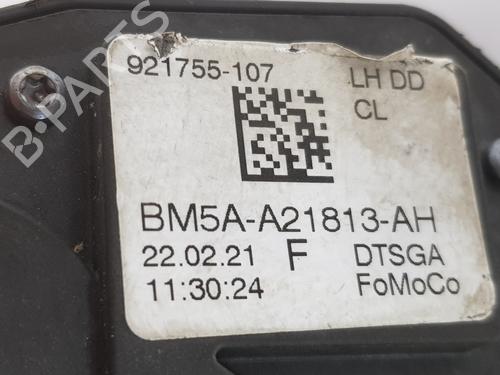 921755-107 LH DD
CL
BM5A-A21813-AH
22.02.21 F DTSGA
11:30:24 FoMoCo
B-PARTS